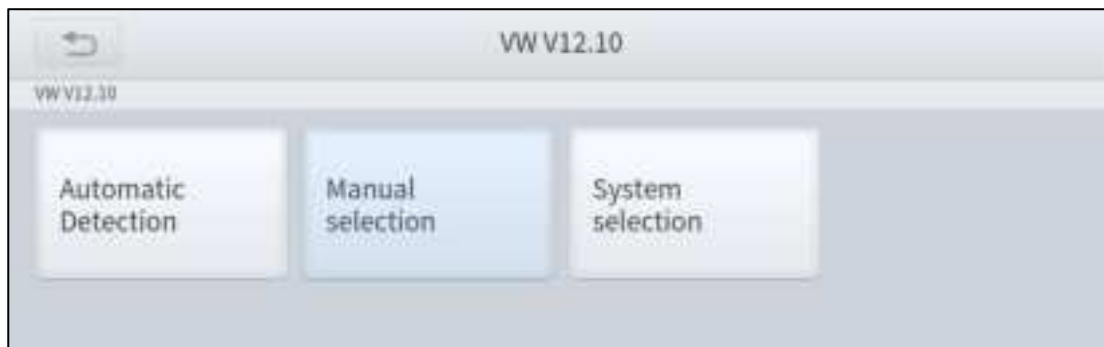 VW V12.10
VW V12.10
Automatic
Detection
Manual
selection
System
selection